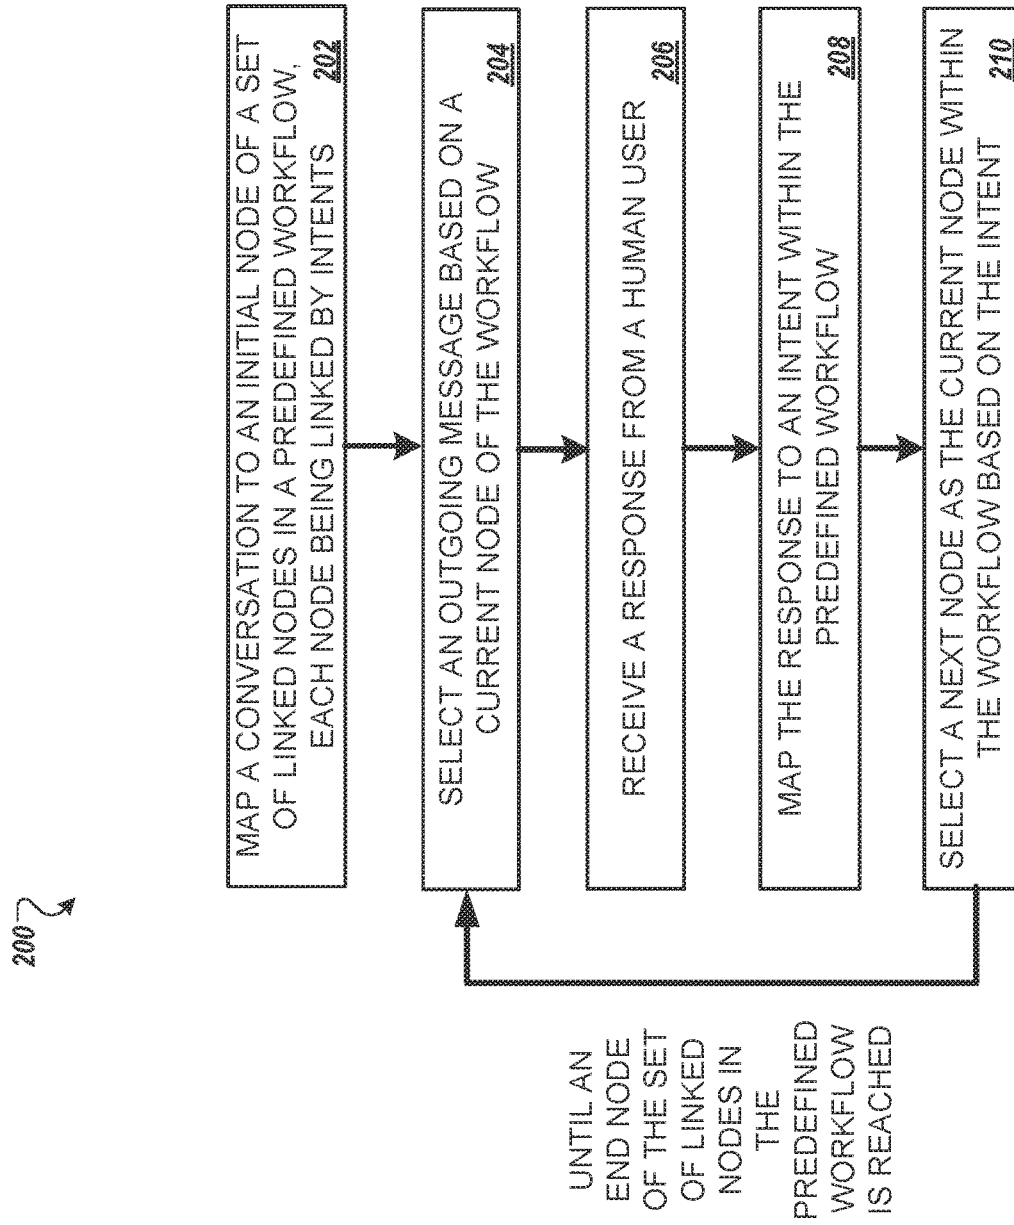 200
MAP A CONVERSATION TO AN INITIAL NODE OF A SET
OF LINKED NODES IN A PREDEFINED WORKFLOW,
EACH NODE BEING LINKED BY INTENTS
202
SELECT AN OUTGOING MESSAGE BASED ON A
CURRENT NODE OF THE WORKFLOW
204
RECEIVE A RESPONSE FROM A HUMAN USER
206
MAP THE RESPONSE TO AN INTENT WITHIN THE
PREDEFINED WORKFLOW
208
SELECT A NEXT NODE AS THE CURRENT NODE WITHIN
THE WORKFLOW BASED ON THE INTENT
210
UNTIL AN
END NODE
OF THE SET
OF LINKED
NODES IN
THE
PREDEFINED
WORKFLOW
IS REACHED